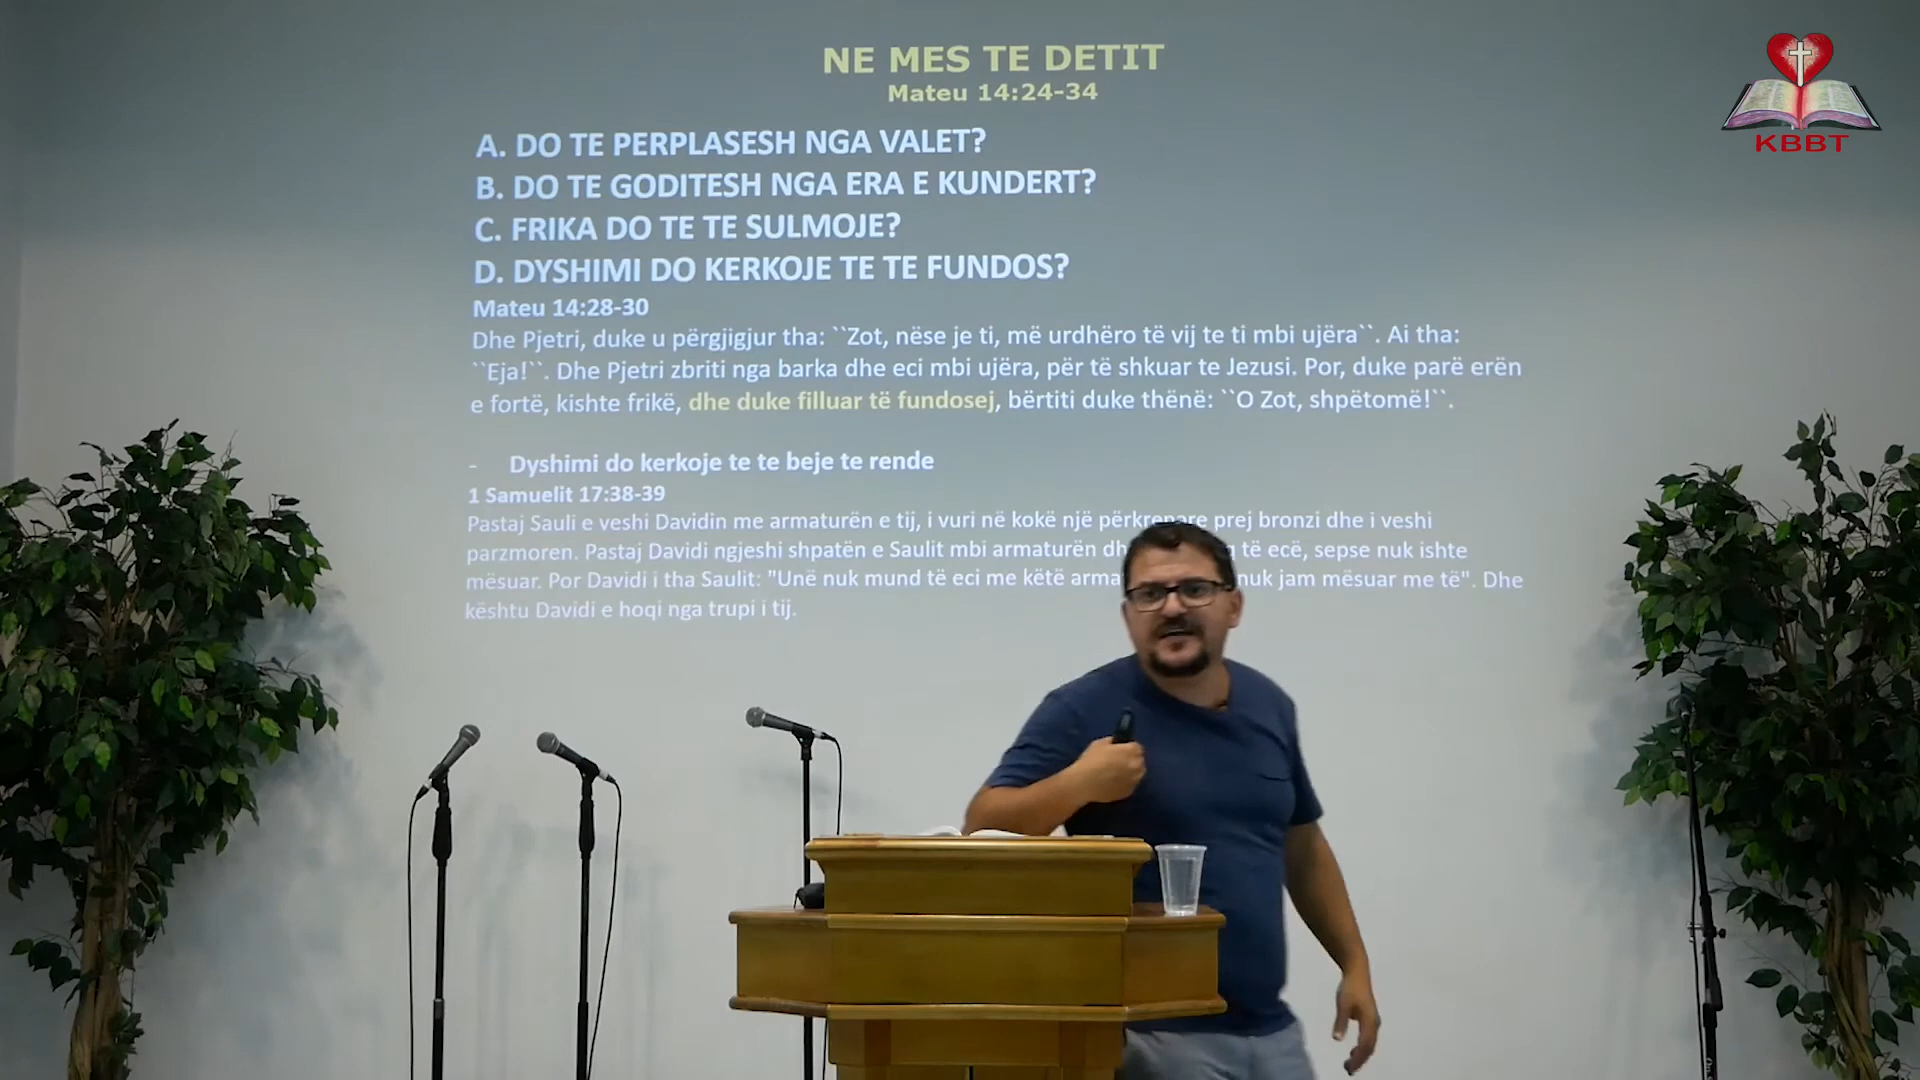 NE MES TE DETIT
Mateu 14:24-34
KBBT
A. DO TE PERPLASESH NGA VALET?
B. DO TE GODITESH NGA ERA E KUNDERT?
C. FRIKA DO TE TE SULMOJE?
D. DYSHIMI DO KERKOJE TE TE FUNDOS?
Mateu 14:28-30
Dhe Pjetri, duke u përgjigjur tha: ``Zot, nëse je ti, më urdhëro të vij te ti mbi ujëra``. Ai tha:
``Eja!``. Dhe Pjetri zbriti nga barka dhe eci mbi ujëra, për të shkuar te Jezusi. Por, duke parë erën
e fortë, kishte frikë, dhe duke filluar të fundosej, bërtiti duke thënë: ``O Zot, shpëtomë!``.
- Dyshimi do kerkoje te te beje te rende
1 Samuelit 17:38-39
Pastaj Sauli e veshi Davidin me armaturën e tij, i vuri në kokë një përkrenare prej bronzi dhe i veshi
parzmoren. Pastaj Davidi ngjeshi shpatën e Saulit mbi armaturën të ecë, sepse nuk ishte
mësuar. Por Davidi i tha Saulit: "Unë nuk mund të eci me këtë nuk jam mësuar me të". Dhe
kështu Davidi e hoqi nga trupi i tij.